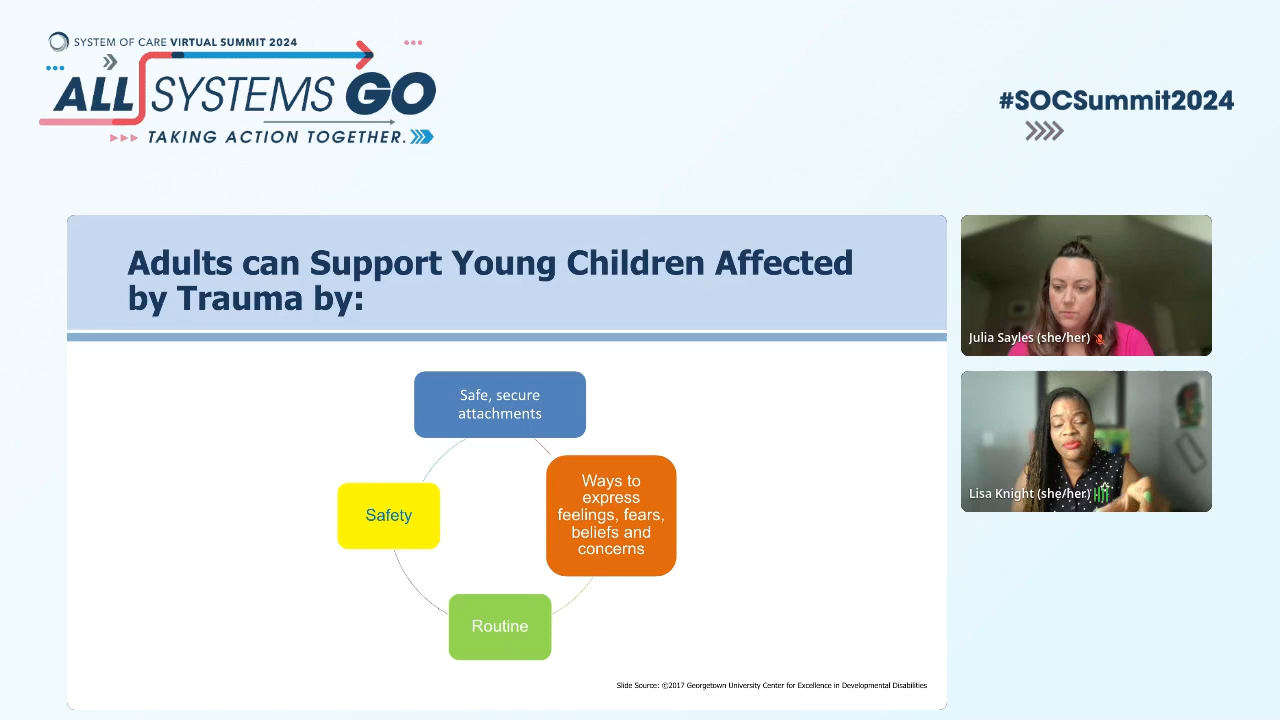 SYSTEM OF CARE VIRTUAL SUMMIT 2024
ALL SYSTEMS GO
TAKING ACTION TOGETHER.
#SOCSummit2024
Adults can Support Young Children Affected
by Trauma by:
Safe, secure
attachments
Ways to
express
feelings, fears,
beliefs and
concerns
Safety
Routine
Slide Source: ©2017 Georgetown University Center for Excellence in Developmental Disabilities
Julia Sayles (she/her)
Lisa Knight (she/her)